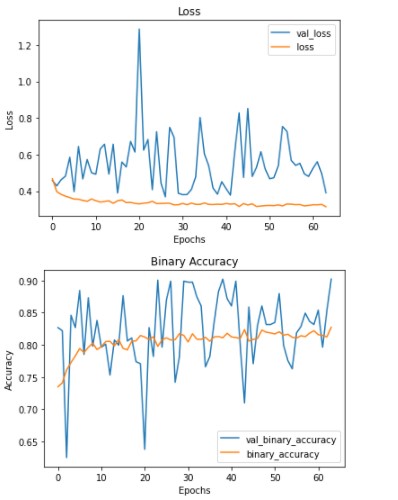 Loss
1.2
1.0
0.8
0.6
0.4
Loss
val_loss
loss
0
10
20
30
40
50
60
Epochs
Binary Accuracy
0.90
0.85
0.80
0.75
0.70
0.65
Accuracy
val_binary_accuracy
binary_accuracy
0
10
20
30
40
50
60
Epochs